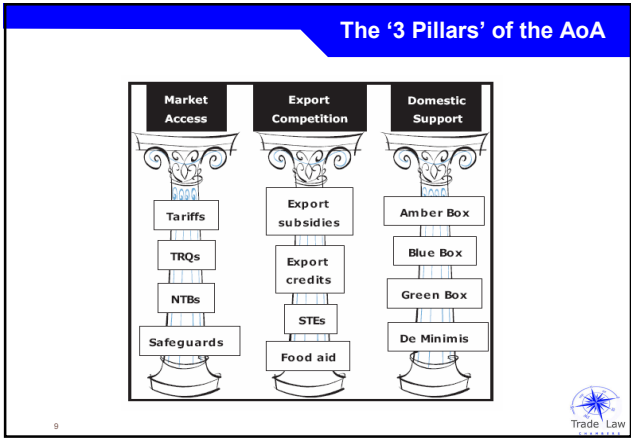 The '3 Pillars' of the AoA
Market
Access
Tariffs
TRQs
NTBs
Safeguards
Export
Competition
Export
subsidies
Export
credits
STEs
Food aid
Domestic
Support
Amber Box
Blue Box
Green Box
De Minimis
9
Trade Law
CHAMBERS